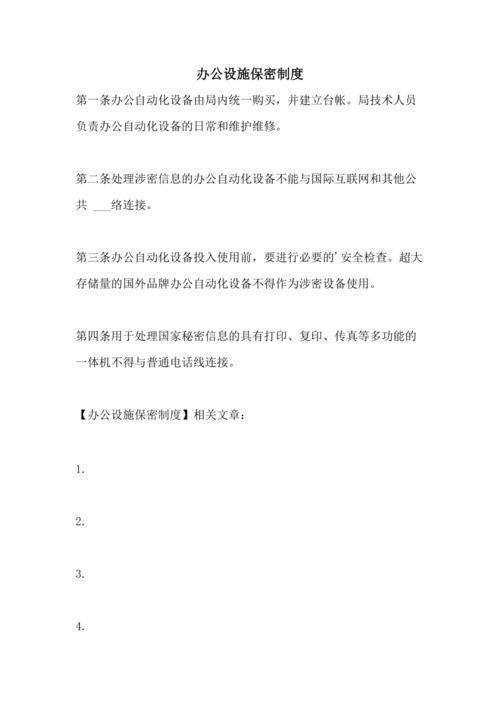 办公设施保密制度
第一条办公自动化设备由局内统一购买，并建立台帐。局技术人员
负责办公自动化设备的日常和维护维修。
第二条处理涉密信息的办公自动化设备不能与国际互联网和其他公
共 ___络连接。
第三条办公自动化设备投入使用前，要进行必要的'安全检查。超大
存储量的国外品牌办公自动化设备不得作为涉密设备使用。
第四条用于处理国家秘密信息的具有打印、复印、传真等多功能的
一体机不得与普通电话线连接。
【办公设施保密制度】相关文章：
1.
2.
3.
4.